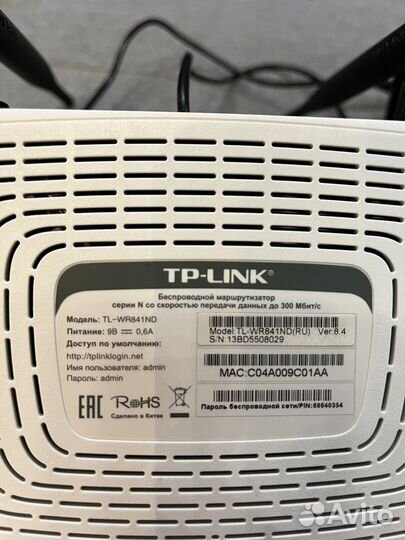 TP-LINK
Беспроводной маршрутизатор
серии N со скоростью передачи данных до 300 Мбит/с
Модель: TL-WR841ND
Питание: 9В 0,6А
Доступ по умолчанию:
http://tplinklogin.net
Имя пользователя: admin
Пароль: admin
Model:TL-WR841ND(RU) Ver:8.4
S/N:13BD5508029
MAC:C04A009C01AA
EAC RoHS
Сделано в Китае
Пароль беспроводной сети/PIN:68640354
Avito